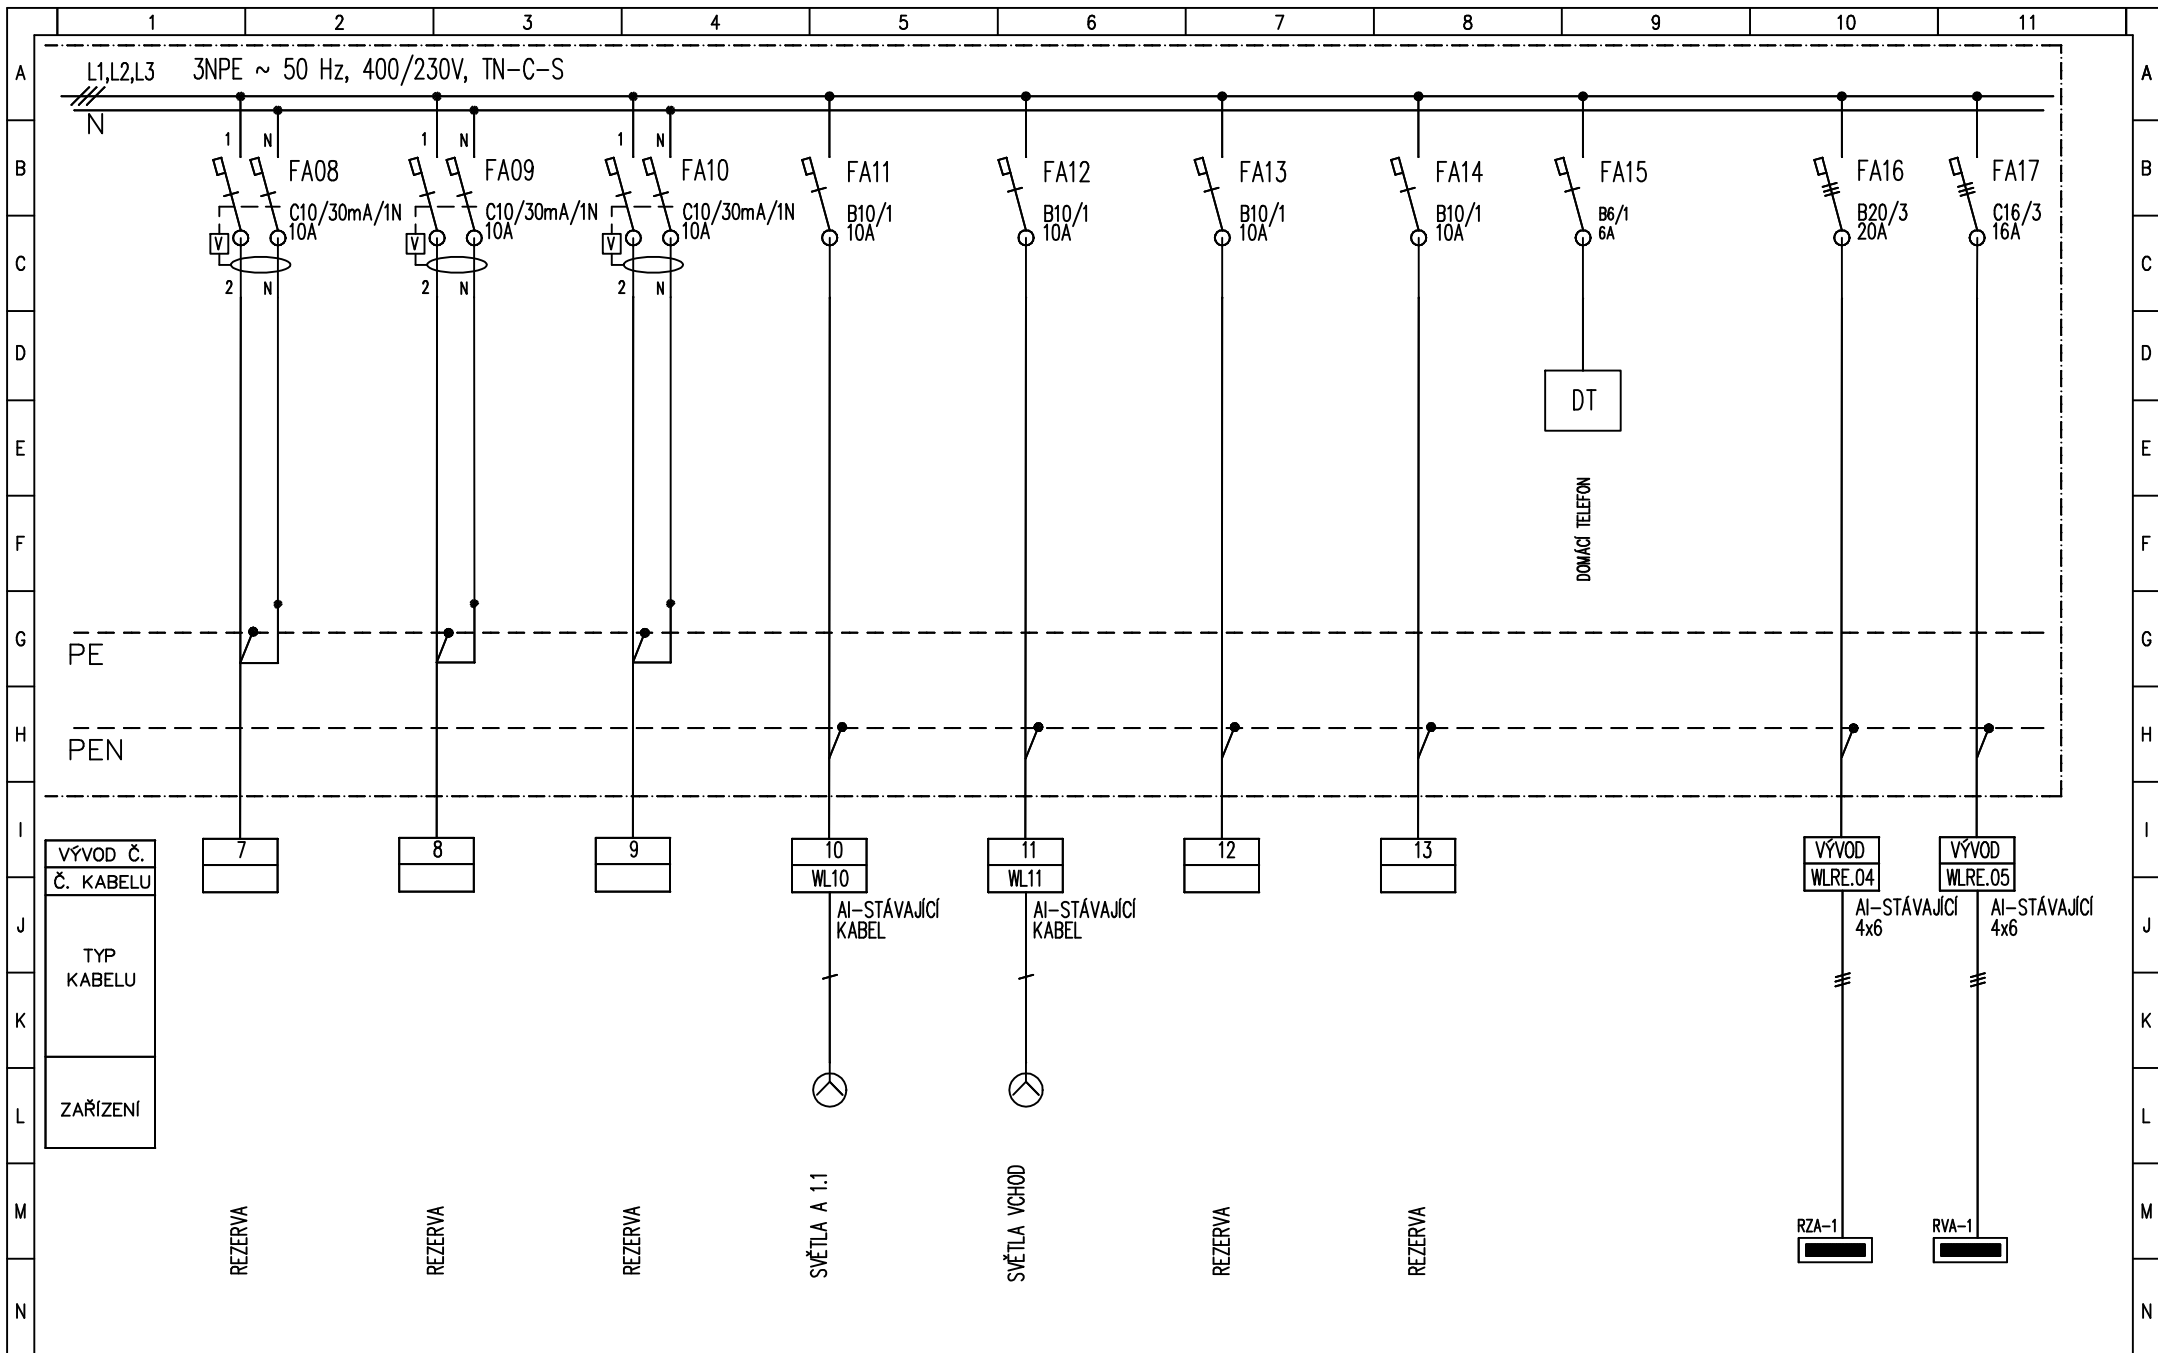 1 2 3 4 5 6 7 8 9 10 11
A L1,L2,L3 3NPE ~ 50 Hz, 400/230V, TN-C-S A
N
1 N 1 N 1 N
B FA08 FA09 FA10 FA11 FA12 FA13 FA14 FA15 FA16 FA17 B
C10/30mA/1N C10/30mA/1N C10/30mA/1N B10/1 B10/1 B10/1 B10/1 B6/1 B20/3 C16/3
10A 10A 10A 10A 10A 10A 10A 6A 20A 16A
V V V
C C
2 N 2 N 2 N
D D
DT
E E
DOMÁCÍ TELEFON
F F
G G
PE
H H
PEN
I I
VÝVOD Č. 7 8 9 10 11 12 13 VÝVOD VÝVOD
Č. KABELU WL10 WL11 WLRE.04 WLRE.05
AI-STÁVAJÍCÍ AI-STÁVAJÍCÍ AI-STÁVAJÍCÍ AI-STÁVAJÍCÍ
J KABEL KABEL 4x6 4x6 J
TYP
KABELU
K K
ZAŘÍZENÍ
L L
M M
REZERVA
REZERVA
REZERVA
SVĚTLA A 1.1
SVĚTLA VCHOD
REZERVA
REZERVA
RZA-1 RVA-1
N N